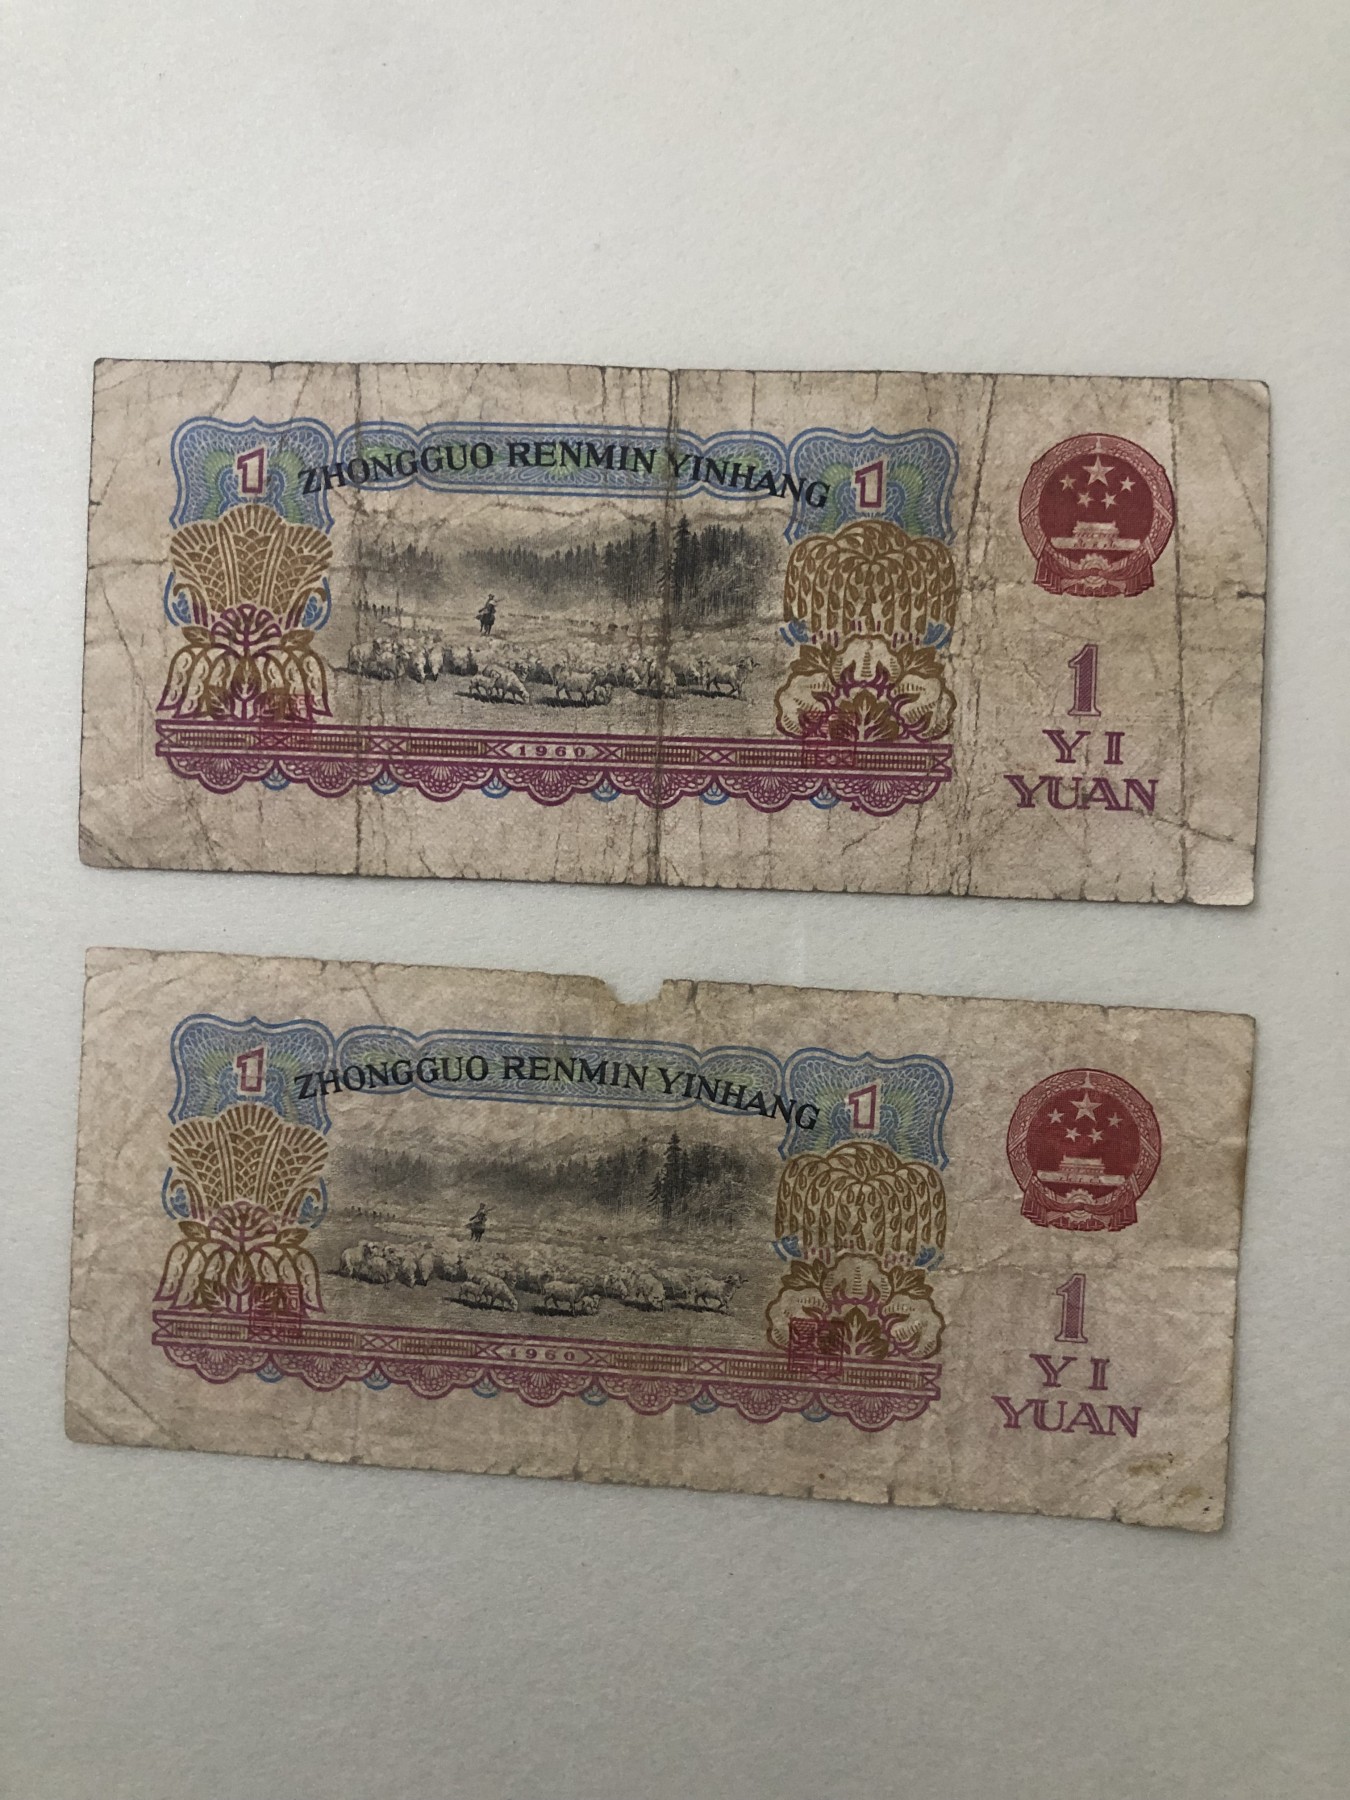 1 ZHONGGUO RENMIN YINHANG 1
1960
1
YI
YUAN
1 ZHONGGUO RENMIN YINHANG 1
1960
1
YI
YUAN